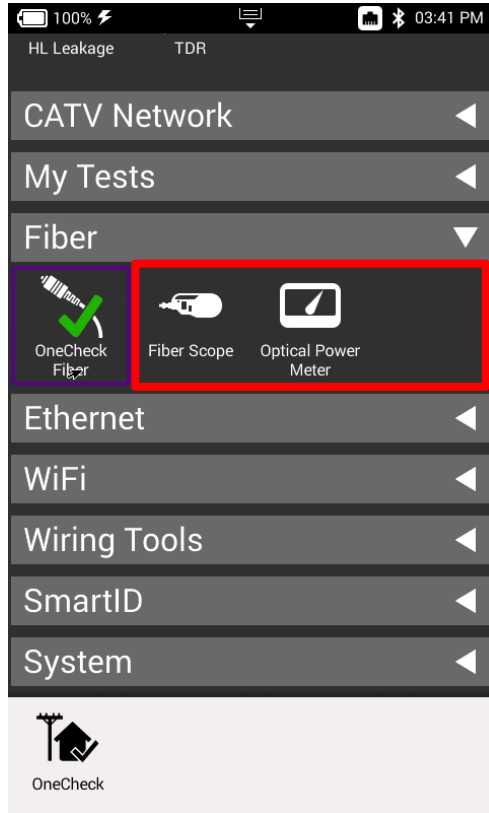 100% 03:41 PM
HL Leakage TDR
CATV Network
My Tests
Fiber
OneCheck Fiber Scope Optical Power
Fiber Meter
Ethernet
WiFi
Wiring Tools
SmartID
System
OneCheck